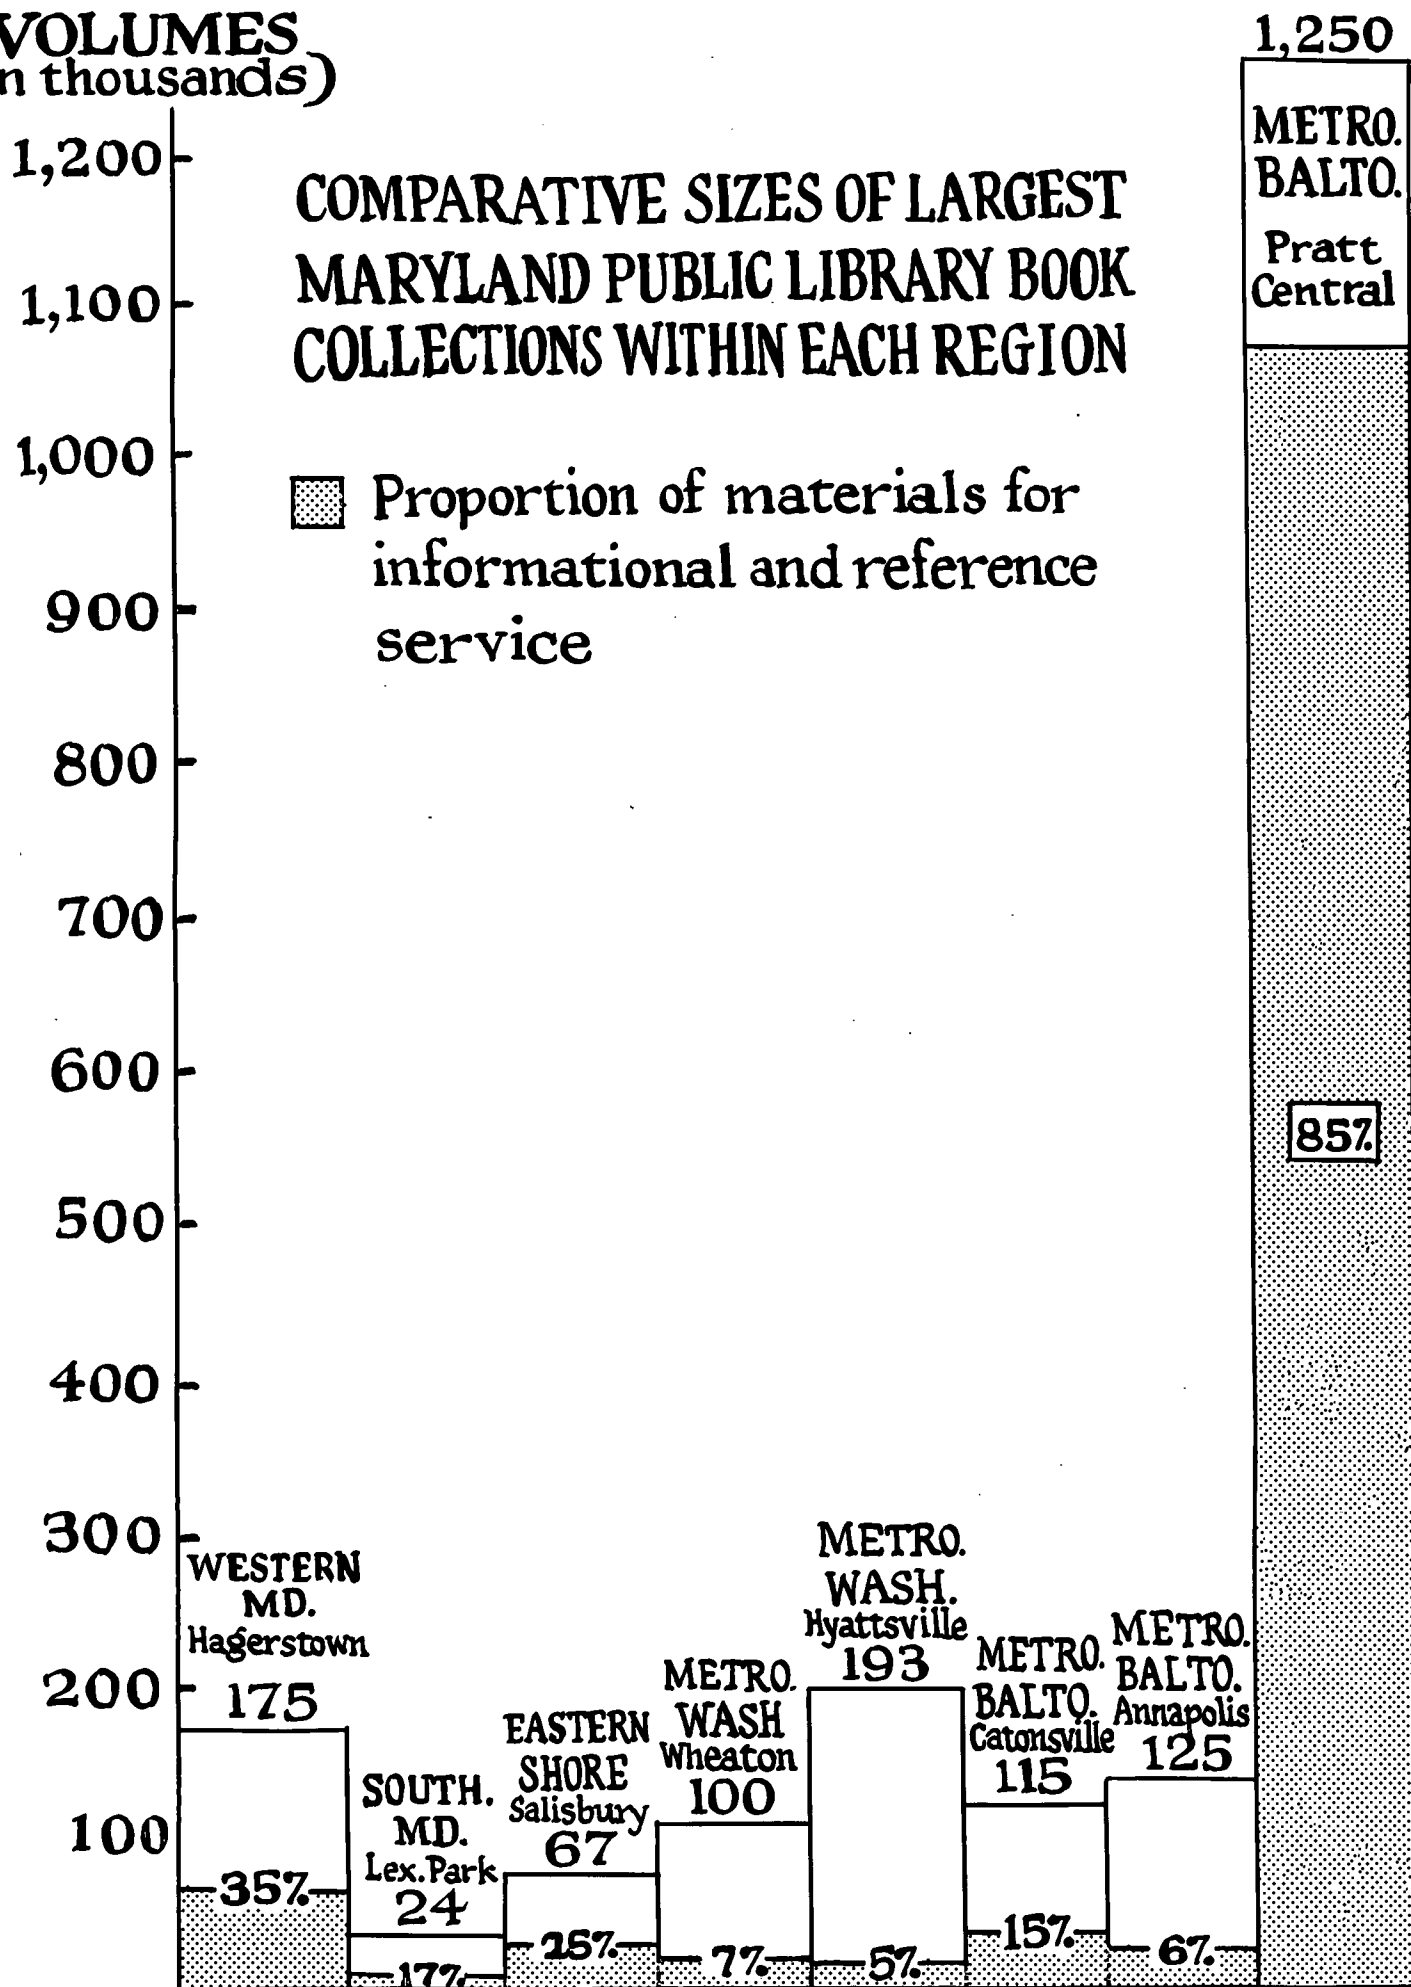 VOLUMES
n thousands)
1,200
1,100
1,000
900
800
700
600
500
400
300
200
100
COMPARATIVE SIZES OF LARGEST
MARYLAND PUBLIC LIBRARY BOOK
COLLECTIONS WITHIN EACH REGION
Proportion of materials for
informational and reference
service
WESTERN
MD.
Hagerstown
175
35%
SOUTH.
MD.
Lex. Park
24
17%
EASTERN
SHORE
Salisbury
67
25%
METRO.
WASH
Wheaton
100
7%
METRO.
WASH.
Hyattsville
193
5%
METRO.
BALTO.
Catonsville
115
15%
METRO.
BALTO.
Annapolis
125
6%
1,250
METRO.
BALTO.
Pratt
Central
85%